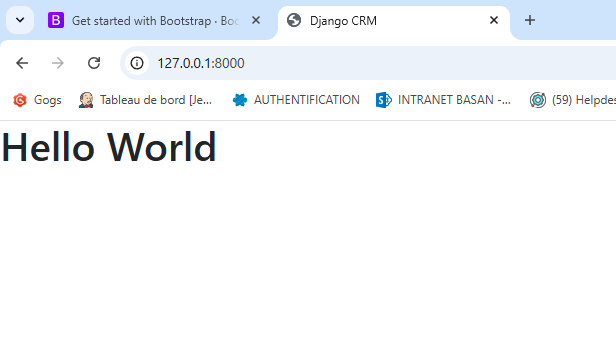 Get started with Bootstrap · Boo
Django CRM
127.0.0.1:8000
Gogs
Tableau de bord [Je...
AUTHENTIFICATION
INTRANET BASAN -...
(59) Helpdes
Hello World